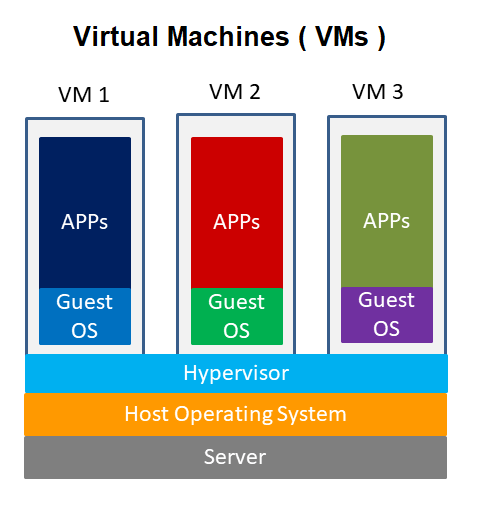 Virtual Machines ( VMs )
VM 1
VM 2
VM 3
APPs
APPs
APPs
Guest
OS
Guest
OS
Guest
OS
Hypervisor
Host Operating System
Server